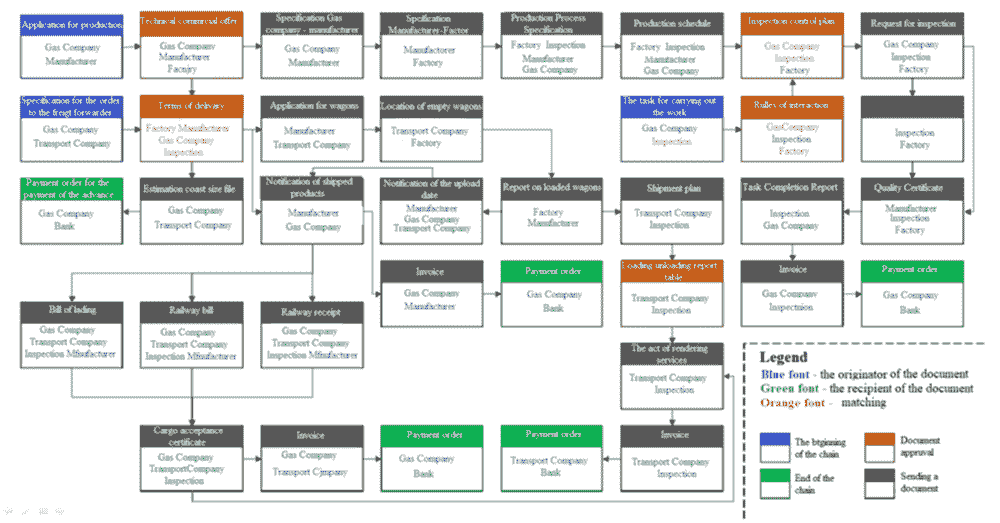 Application for production
Gas Company
Manufacturer
Technical commercial offer
Gas Company
Manufacturer
Factory
Specification Gas
company - manufacturer
Gas Company
Manufacturer
Specification
Manufacturer-Factor
Manufactorer
Factory
Production Process
Specification
Factory Inspection
Manufacturer
Gas Company
Production schedule
Factory Inspection
Manufacturer
Gas Company
Inspection control plan
Gas Company
Inspection
Factory
Request for inspection
Gas Company
Inspection
Factory
Specification for the order
to the freigt forwarder
Gas Company
Transport Company
Terms of delivary
Factory Manufacturer
Gas Company
Inspection
Application for wagons
Manufacturer
Transport Company
Location of empty wagons
Transport Company
Factory
The task for carrying out
the work
Gas Company
Inspection
Rulles of interaction
GasCompany
Inspection
Factory
Inspection
Factory
Payment order for the
payment of the advance
Gas Company
Bank
Estimation coast size file
Gas Company
Transport Company
Notification of shipped
products
Manufacturer
Gas Company
Notification of the upload
date
Manufacturer
Gas Company
Transport Company
Report on loaded wagons
Factory
Manufacturer
Shipment plan
Transport Company
Inspection
Task Completion Report
Inspection
Gas Company
Quality Certificate
Manufacturer
Inspection
Factory
Invoice
Gas Company
Manufacturer
Payment order
Gas Company
Bank
Loading unloading report
table
Transport Company
Inspection
Invoice
Gas Company
Inspectnion
Payment order
Gas Company
Bank
Bill of lading
Gas Company
Transport Company
Inspection Mfnufacturer
Railway bill
Gas Company
Transport Company
Inspection Mfnufacturer
Railway receipt
Gas Company
Transport Company
Inspection Mfnufacturer
The act of rendering
services
Transport Company
Inspection
Cargo acceptance
certificate
Gas Company
TransportCompany
Inspection
Invoice
Gas Company
Transport Cjmpany
Payment order
Gas Company
Bank
Payment order
Transport Company
Bank
Invoice
Transport Company
Inspection
Legend
Blue font - the originator of the document
Green font - the recipient of the document
Orange font - matching
The btginning
of the chain
Document
appruval
End of the
chain
Sending a
document